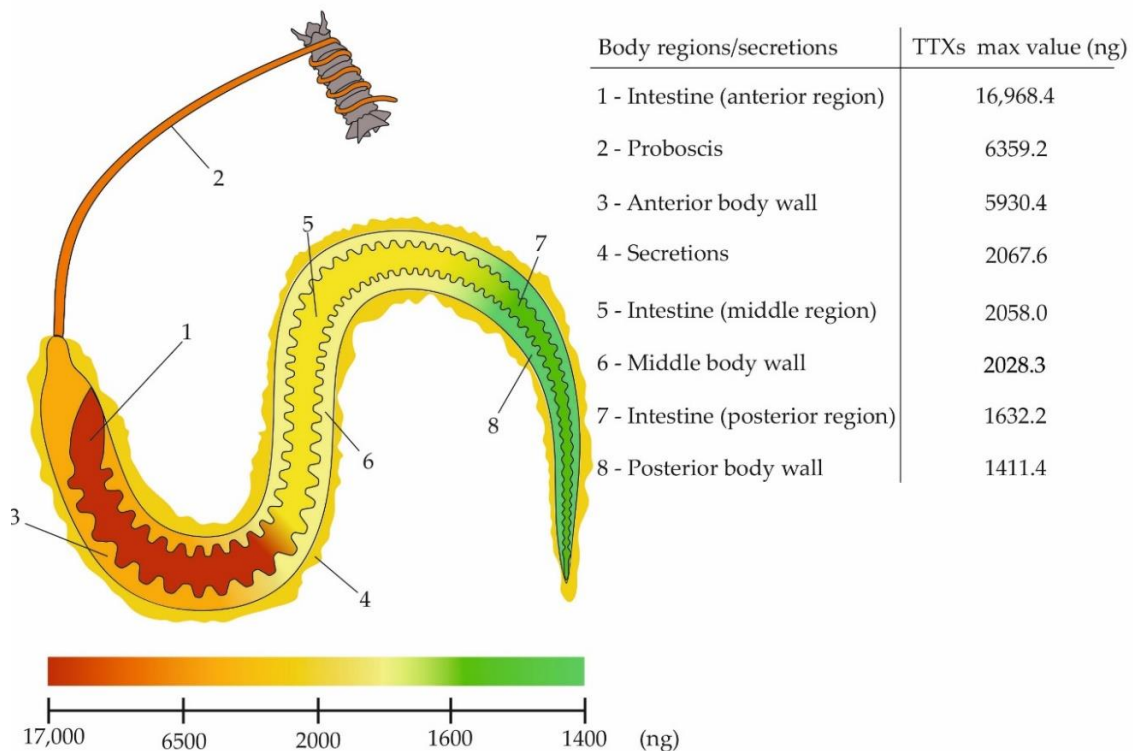 Body regions/secretions TTXs max value (ng)
1 - Intestine (anterior region) 16,968.4
2 - Proboscis 6359.2
3 - Anterior body wall 5930.4
4 - Secretions 2067.6
5 - Intestine (middle region) 2058.0
6 - Middle body wall 2028.3
7 - Intestine (posterior region) 1632.2
8 - Posterior body wall 1411.4
2
5
7
1
8
6
3
4
17,000 6500 2000 1600 1400 (ng)